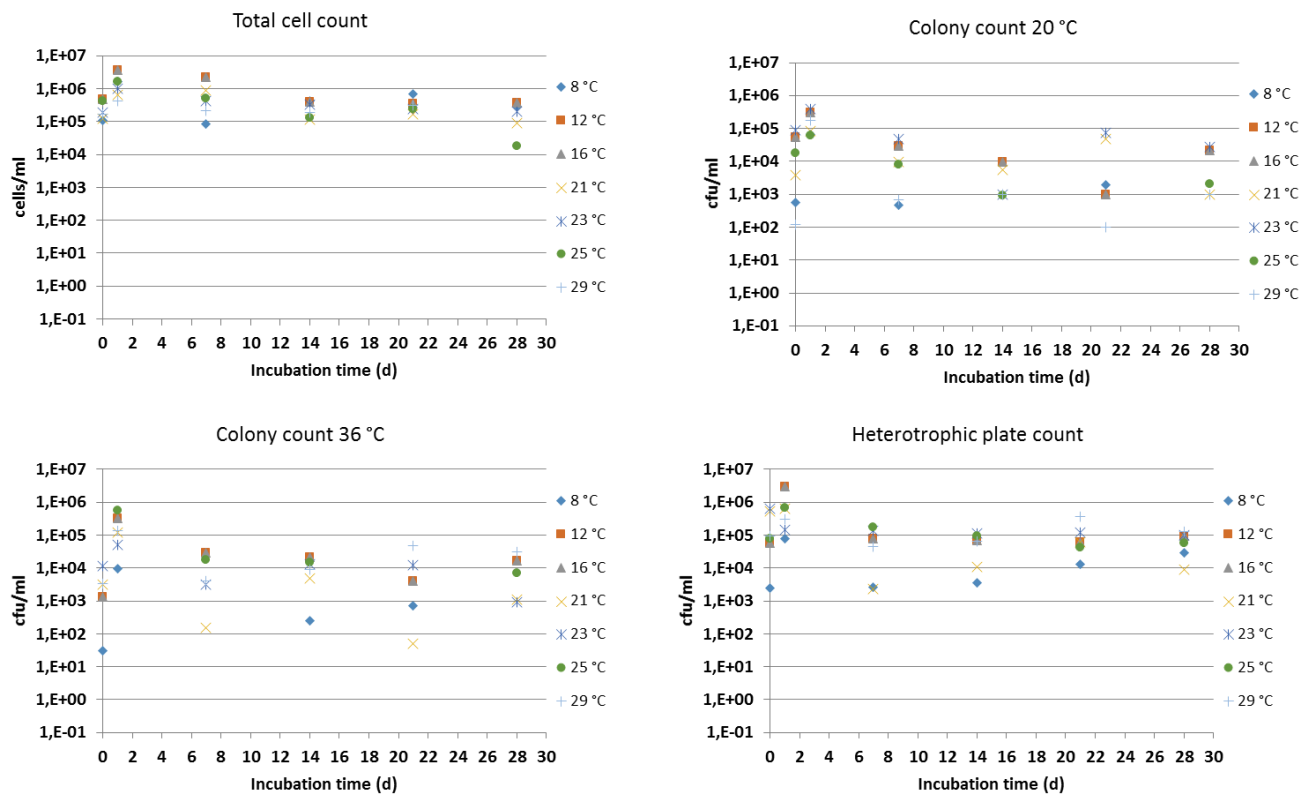 Total cell count
1,E+07
1,E+06
1,E+05
1,E+04
1,E+03
1,E+02
1,E+01
1,E+00
1,E-01
cells/ml
0 2 4 6 8 10 12 14 16 18 20 22 24 26 28 30
Incubation time (d)
8 °C
12 °C
16 °C
21 °C
23 °C
25 °C
29 °C
Colony count 20 °C
1,E+07
1,E+06
1,E+05
1,E+04
1,E+03
1,E+02
1,E+01
1,E+00
1,E-01
cfu/ml
0 2 4 6 8 10 12 14 16 18 20 22 24 26 28 30
Incubation time (d)
8 °C
12 °C
16 °C
21 °C
23 °C
25 °C
29 °C
Colony count 36 °C
1,E+07
1,E+06
1,E+05
1,E+04
1,E+03
1,E+02
1,E+01
1,E+00
1,E-01
cfu/ml
0 2 4 6 8 10 12 14 16 18 20 22 24 26 28 30
Incubation time (d)
8 °C
12 °C
16 °C
21 °C
23 °C
25 °C
29 °C
Heterotrophic plate count
1,E+07
1,E+06
1,E+05
1,E+04
1,E+03
1,E+02
1,E+01
1,E+00
1,E-01
cfu/ml
0 2 4 6 8 10 12 14 16 18 20 22 24 26 28 30
Incubation time (d)
8 °C
12 °C
16 °C
21 °C
23 °C
25 °C
29 °C